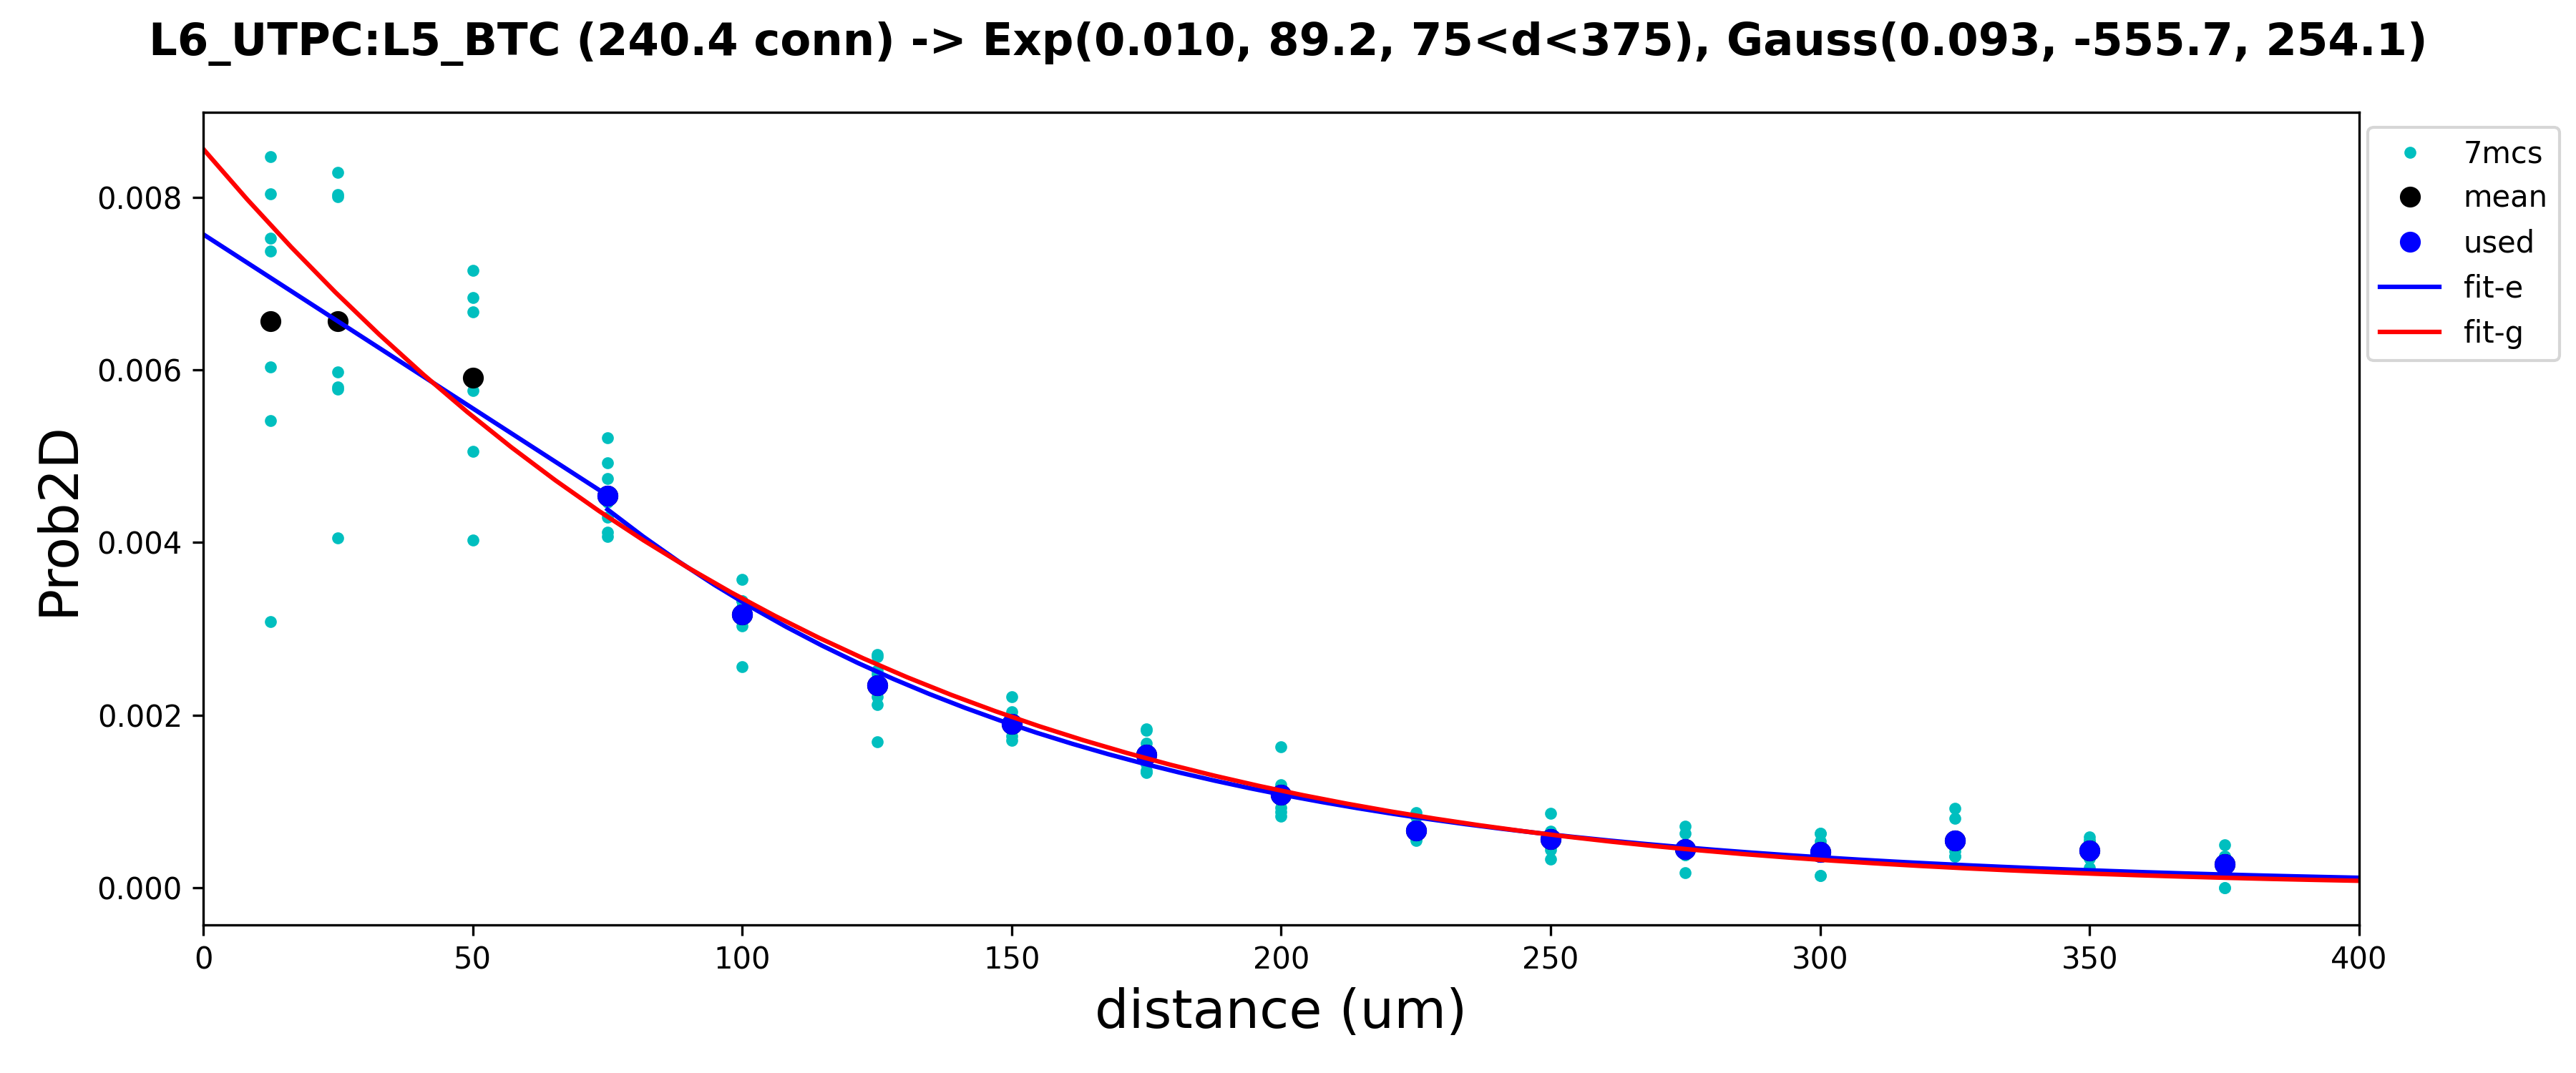 L6_UTPC:L5_BTC (240.4 conn) -> Exp(0.010, 89.2, 75<d<375), Gauss(0.093, -555.7, 254.1)
7mcs
mean
used
fit-e
fit-g
Prob2D
0.008
0.006
0.004
0.002
0.000
0 50 100 150 200 250 300 350 400
distance (um)